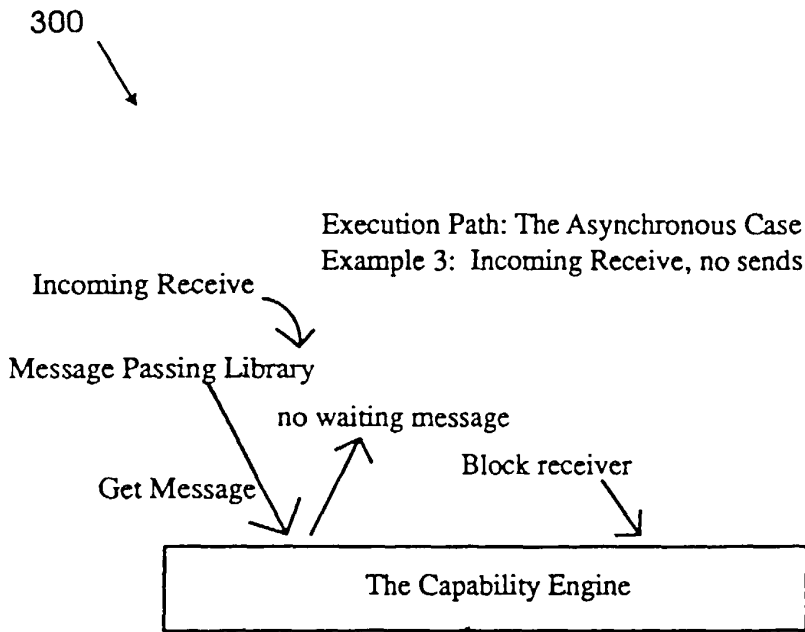 300
Execution Path: The Asynchronous Case
Example 3: Incoming Receive, no sends
Incoming Receive
Message Passing Library
no waiting message
Block receiver
Get Message
The Capability Engine